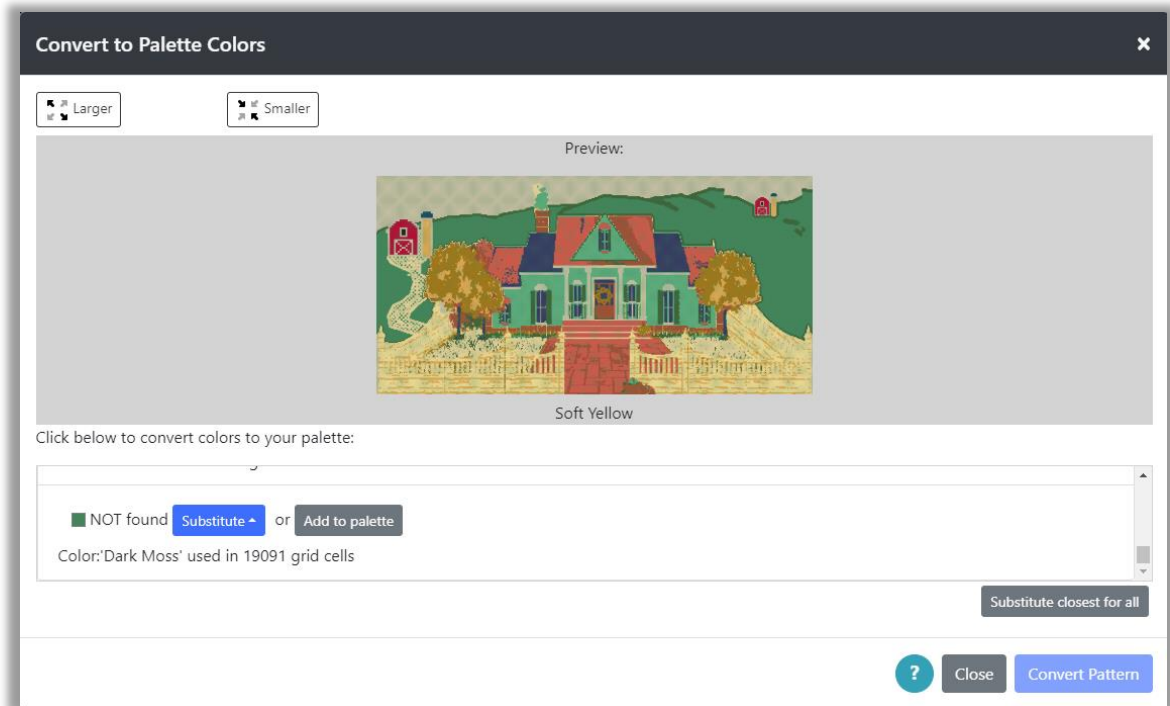 Convert to Palette Colors ×
Larger Smaller
Preview:
Soft Yellow
Click below to convert colors to your palette:
NOT found Substitute or Add to palette
Color:'Dark Moss' used in 19091 grid cells
Substitute closest for all
? Close Convert Pattern